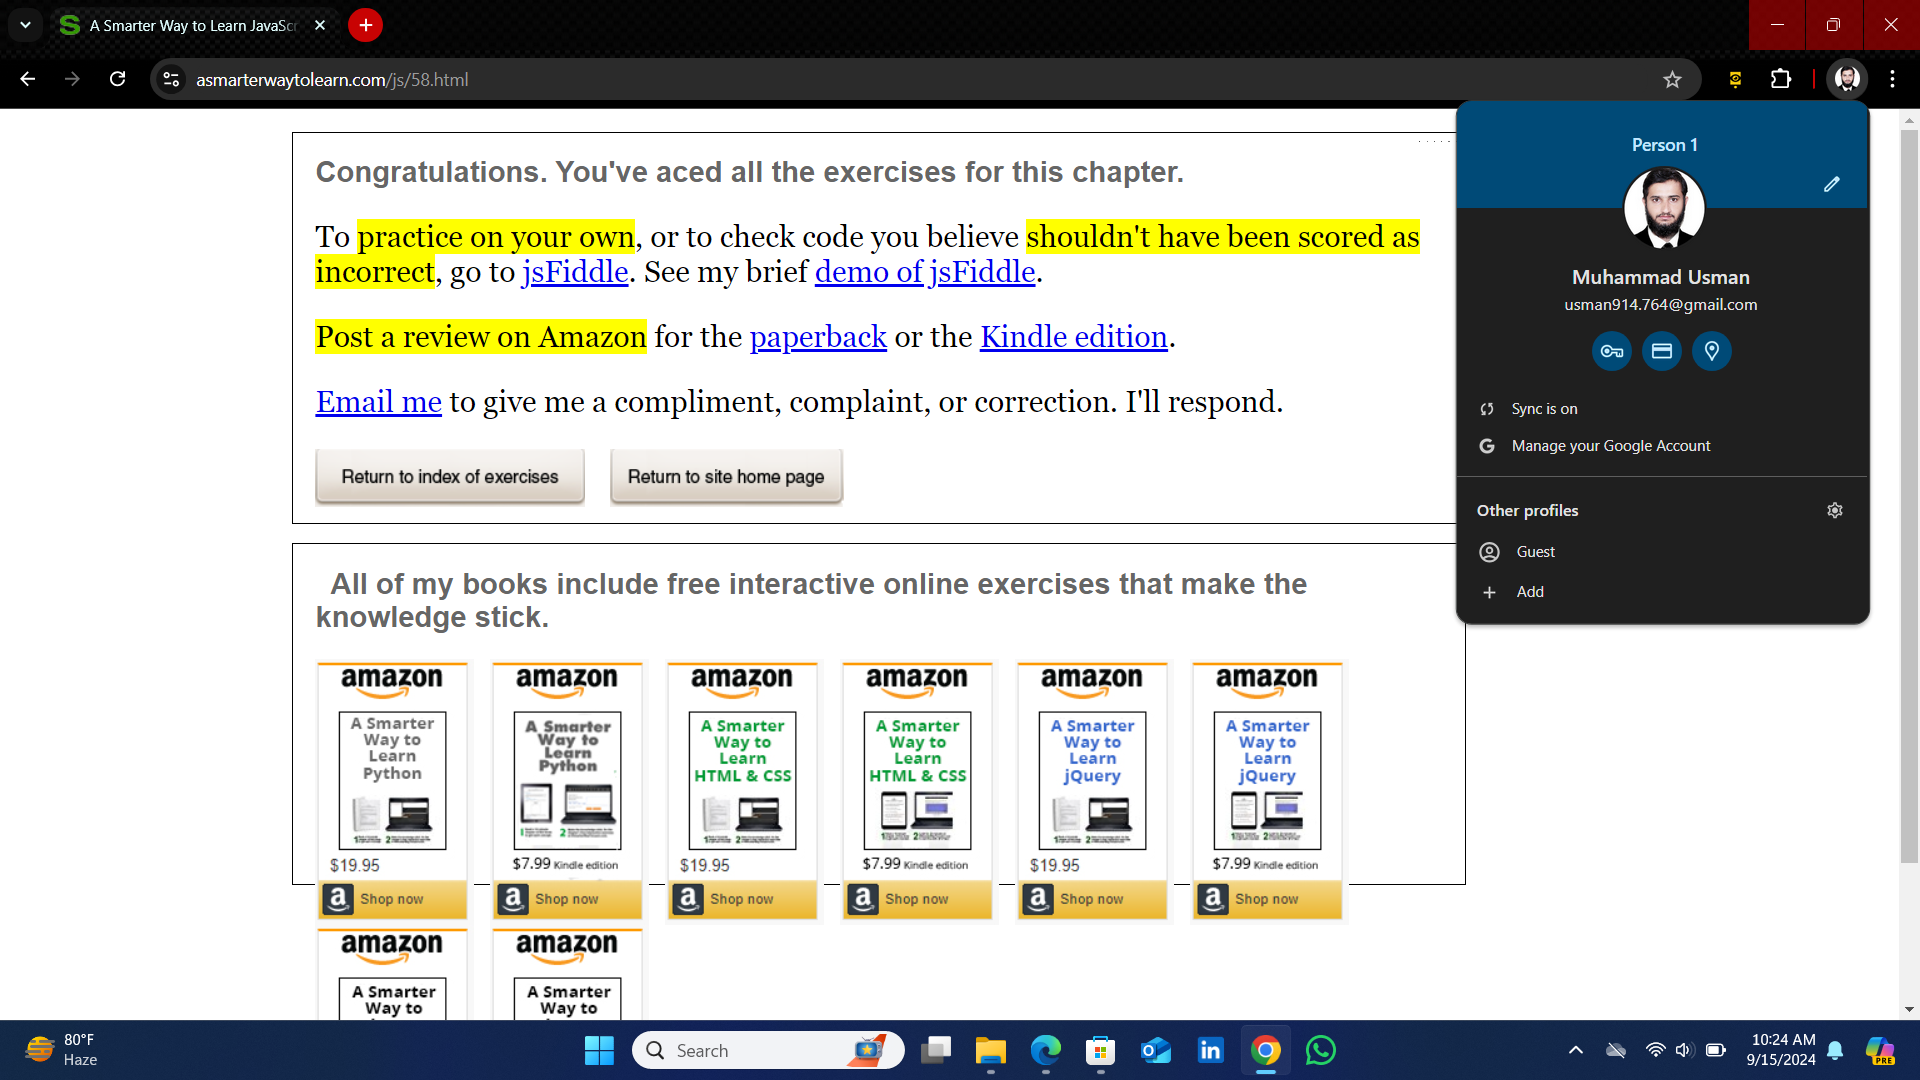 A Smarter Way to Learn JavaScr
asmarterwaytolearn.com/js/58.html
Congratulations. You've aced all the exercises for this chapter.
To practice on your own, or to check code you believe shouldn't have been scored as
incorrect, go to jsFiddle. See my brief demo of jsFiddle.
Post a review on Amazon for the paperback or the Kindle edition.
Email me to give me a compliment, complaint, or correction. I'll respond.
Return to index of exercises
Return to site home page
Person 1
Muhammad Usman
usman914.764@gmail.com
Sync is on
Manage your Google Account
Other profiles
Guest
Add
All of my books include free interactive online exercises that make the
knowledge stick.
amazon
A Smarter
Way to
Learn
Python
$19.95
Shop now
amazon
A Smarter
Way to
Learn
Python
$7.99 Kindle edition
Shop now
amazon
A Smarter
Way to
Learn
HTML & CSS
$19.95
Shop now
amazon
A Smarter
Way to
Learn
HTML & CSS
$7.99 Kindle edition
Shop now
amazon
A Smarter
Way to
Learn
jQuery
$19.95
Shop now
amazon
A Smarter
Way to
Learn
jQuery
$7.99 Kindle edition
Shop now
amazon
A Smarter
Way to
amazon
A Smarter
Way to
80°F
Haze
Search
PRE
10:24 AM
9/15/2024